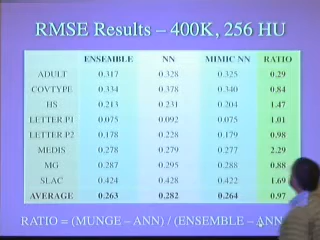 RMSE Results – 400K, 256 HU
ENSEMBLE NN MIMIC NN RATIO
ADULT 0.317 0.328 0.325 0.29
COVTYPE 0.334 0.378 0.340 0.84
HS 0.213 0.231 0.204 1.47
LETTER.P1 0.075 0.092 0.075 1.01
LETTER.P2 0.178 0.228 0.179 0.98
MEDIS 0.278 0.279 0.277 2.29
MG 0.287 0.295 0.288 0.88
SLAC 0.424 0.428 0.422 1.69
AVERAGE 0.263 0.282 0.264 0.97
RATIO = (MUNGE – ANN) / (ENSEMBLE – ANN